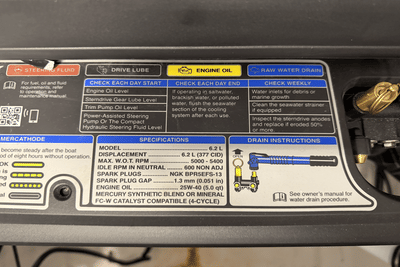 STEERING FLUID
DRIVE LUBE
ENGINE OIL
RAW WATER DRAIN
For fuel, oil and fluid
requirements, refer
to operation and
maintenance manual.
CHECK EACH DAY START
Engine Oil Level
Sterndrive Gear Lube Level
Trim Pump Oil Level
Power-Assisted Steering
Pump Or The Compact
Hydraulic Steering Fluid Level
CHECK EACH DAY END
If operating in saltwater,
brackish water, or polluted
water, flush the seawater
section of the cooling
system after each use.
CHECK WEEKLY
Water inlets for debris or
marine growth
Clean the seawater strainer
if equipped
Inspect the sterndrive anodes
and replace if eroded 50%
or more.
MERCATHODE
become steady after the boat
of eight hours without operation.
SPECIFICATIONS
MODEL 6.2 L
DISPLACEMENT 6.2 L (377 CID)
MAX. W.O.T. RPM 5000 - 5400
IDLE RPM IN NEUTRAL 600 NON ADJ
SPARK PLUGS NGK BPR5EFS-13
SPARK PLUG GAP 1.3 mm (0.051 in)
ENGINE OIL 25W-40 (5.0 qt)
MERCURY SYNTHETIC BLEND OR MINERAL
FC-W CATALYST COMPATIBLE (4-CYCLE)
DRAIN INSTRUCTIONS
See owner's manual for
water drain procedure.